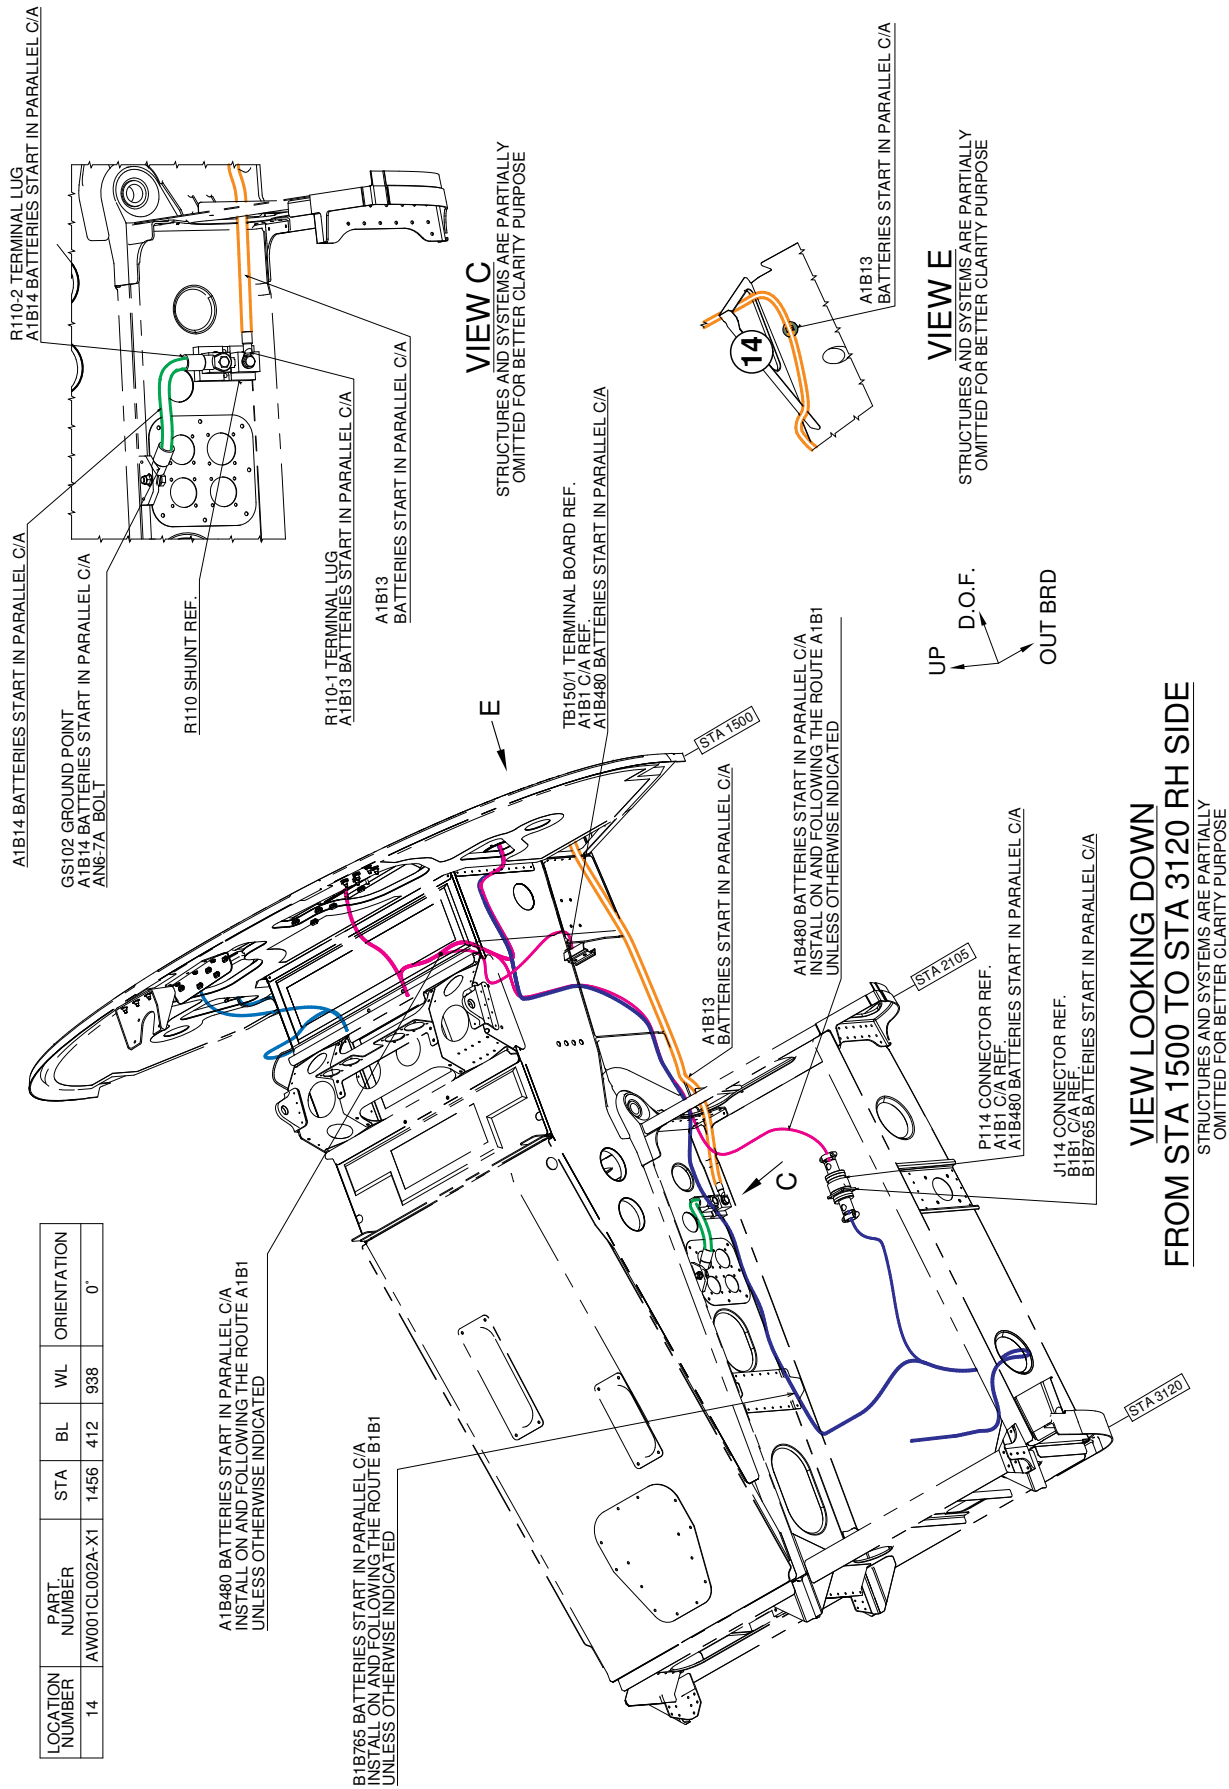 LOCATION NUMBER	PART NUMBER	STA	BL	WL	ORIENTATION
14	AW001CL002A-X1	1456	412	938	0°
A1B480 BATTERIES START IN PARALLEL C/A
INSTALL ON AND FOLLOWING THE ROUTE A1B1
UNLESS OTHERWISE INDICATED
B1B765 BATTERIES START IN PARALLEL C/A
INSTALL ON AND FOLLOWING THE ROUTE B1B1
UNLESS OTHERWISE INDICATED
A1B14 BATTERIES START IN PARALLEL C/A
GS102 GROUND POINT
A1B14 BATTERIES START IN PARALLEL C/A
AN6-7A BOLT
R110 SHUNT REF.
R110-2 TERMINAL LUG
A1B14 BATTERIES START IN PARALLEL C/A
R110-1 TERMINAL LUG
A1B13 BATTERIES START IN PARALLEL C/A
A1B13
BATTERIES START IN PARALLEL C/A
VIEW C
STRUCTURES AND SYSTEMS ARE PARTIALLY
OMITTED FOR BETTER CLARITY PURPOSE
E
STA 1500
TB150/1 TERMINAL BOARD REF.
A1B1 C/A REF.
A1B480 BATTERIES START IN PARALLEL C/A
14
A1B13
BATTERIES START IN PARALLEL C/A
VIEW E
STRUCTURES AND SYSTEMS ARE PARTIALLY
OMITTED FOR BETTER CLARITY PURPOSE
A1B13
BATTERIES START IN PARALLEL C/A
A1B480 BATTERIES START IN PARALLEL C/A
INSTALL ON AND FOLLOWING THE ROUTE A1B1
UNLESS OTHERWISE INDICATED
UP
D.O.F.
OUT BRD
C
STA 2105
P114 CONNECTOR REF.
A1B1 C/A REF.
A1B480 BATTERIES START IN PARALLEL C/A
J114 CONNECTOR REF.
B1B1 C/A REF.
B1B765 BATTERIES START IN PARALLEL C/A
STA 3120
VIEW LOOKING DOWN
FROM STA 1500 TO STA 3120 RH SIDE
STRUCTURES AND SYSTEMS ARE PARTIALLY
OMITTED FOR BETTER CLARITY PURPOSE